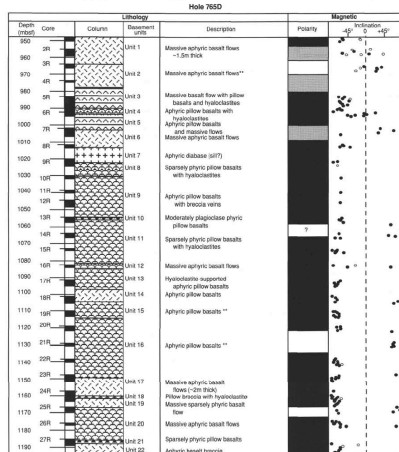 Hole 765D
Lithology Magnetic
Depth (mbsf) Core Column Basement units Description Polarity Inclination
-45° 0 +45°
950
2R Unit 1 Massive aphyric basalt flows
~1.5m thick
960
3R
970 Unit 2 Massive aphyric basalt flows**
4R
980
5R Unit 3 Massive basalt flow with pillow
basalts and hyaloclastites
990
6R Unit 4 Aphyric pillow basalts with
hyaloclastites
1000 Unit 5 Aphyric pillow basalts
7R and massive flows
Unit 6 Massive aphyric basalt flows
1010
8R
Unit 7 Aphyric diabase (sill?)
1020
9R Unit 8 Sparsely phyric pillow basalts
1030 with hyaloclastites
10R
1040 11R Unit 9 Aphyric pillow basalts
12R with breccia veins
1050
13R Unit 10 Moderately plagioclase phyric
1060 pillow basalts
?
14R Unit 11 Sparsely phyric pillow basalts
1070 with hyaloclastites
15R
1080
16R Unit 12 Massive aphyric basalt flows
1090 Unit 13 Hyaloclastite-supported
17R aphyric pillow basalts
1100 Unit 14 Aphyric pillow basalts
18R
1110 Unit 15 Aphyric pillow basalts **
19R
1120 20R
1130 21R Unit 16 Aphyric pillow basalts **
1140 22R
23R
1150 Unit 17 Massive aphyric basalt
24R flows (~2m thick)
1160 Unit 18 Pillow breccia with hyaloclastite
25R Unit 19 Massive sparsely phyric basalt
1170 flow
26R Unit 20 Massive aphyric basalt flows
1180
27R Unit 21 Sparsely phyric pillow basalts
1190 Unit 22 Aphyric basalt breccia